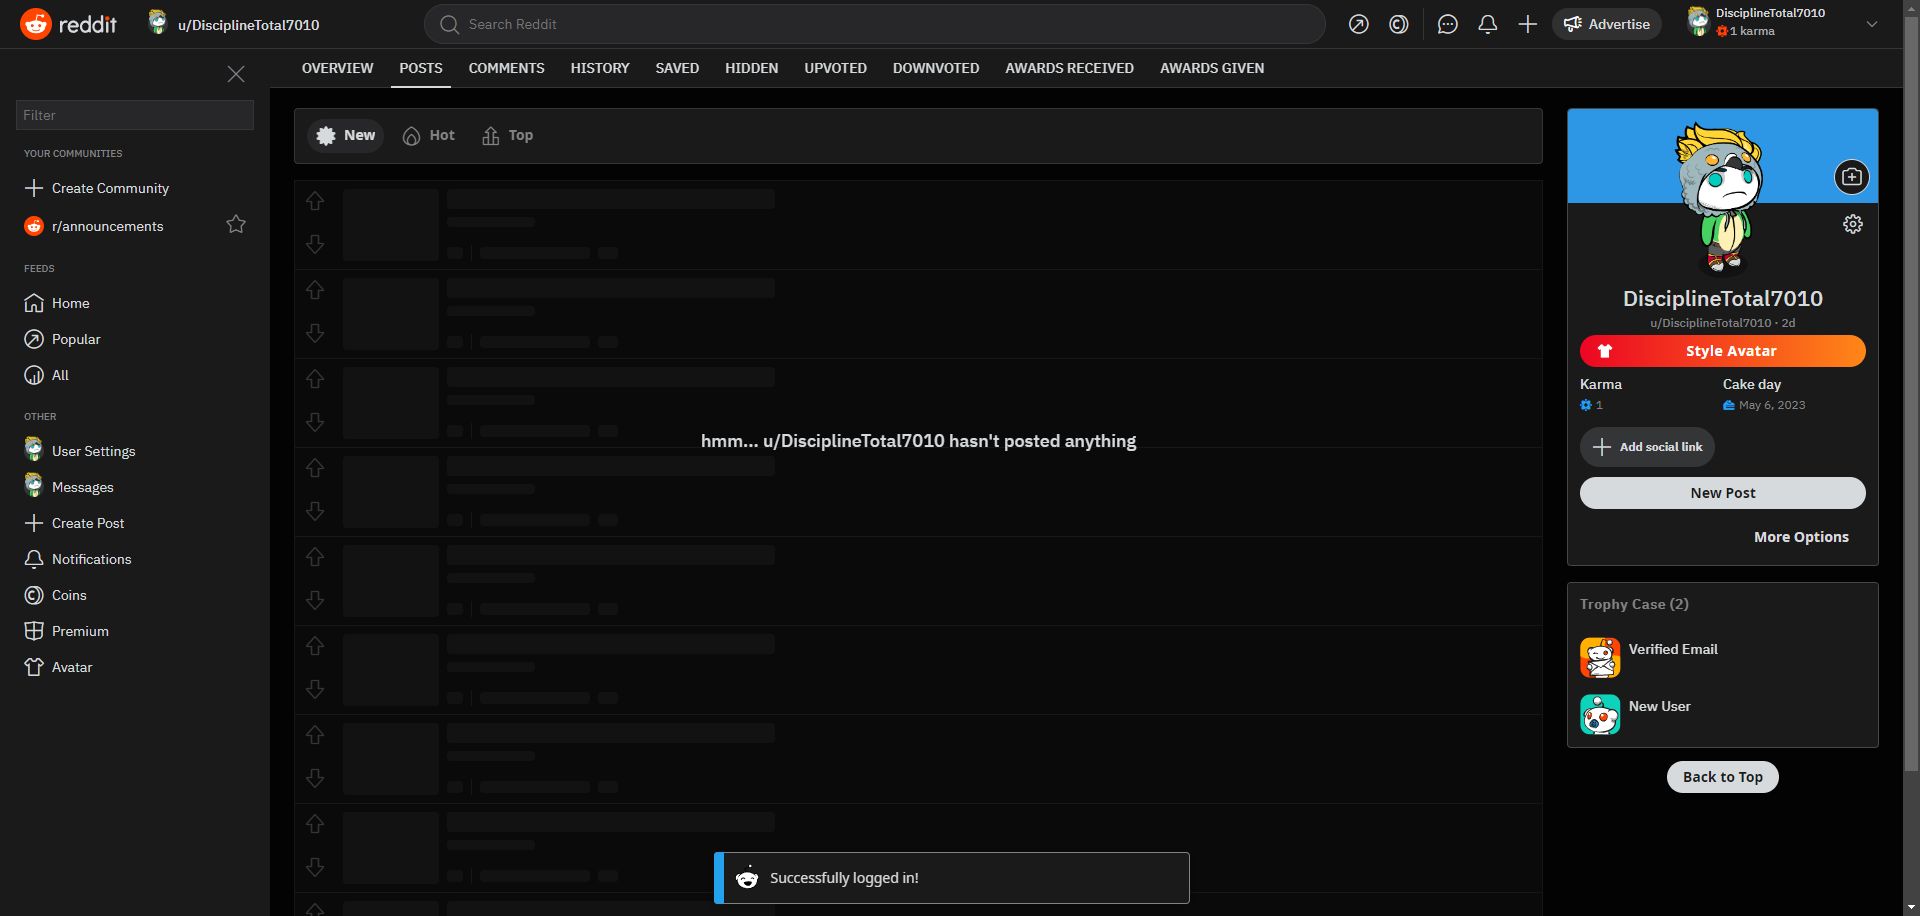 reddit
u/DisciplineTotal7010
Search Reddit
Advertise
DisciplineTotal7010
1 karma
OVERVIEW POSTS COMMENTS HISTORY SAVED HIDDEN UPVOTED DOWNVOTED AWARDS RECEIVED AWARDS GIVEN
Filter
YOUR COMMUNITIES
Create Community
r/announcements
FEEDS
Home
Popular
All
OTHER
User Settings
Messages
Create Post
Notifications
Coins
Premium
Avatar
New Hot Top
hmm... u/DisciplineTotal7010 hasn't posted anything
Successfully logged in!
DisciplineTotal7010
u/DisciplineTotal7010 · 2d
Style Avatar
Karma Cake day
1 May 6, 2023
Add social link
New Post
More Options
Trophy Case (2)
Verified Email
New User
Back to Top